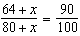 (64 + x)/(80 + x) = 90/100